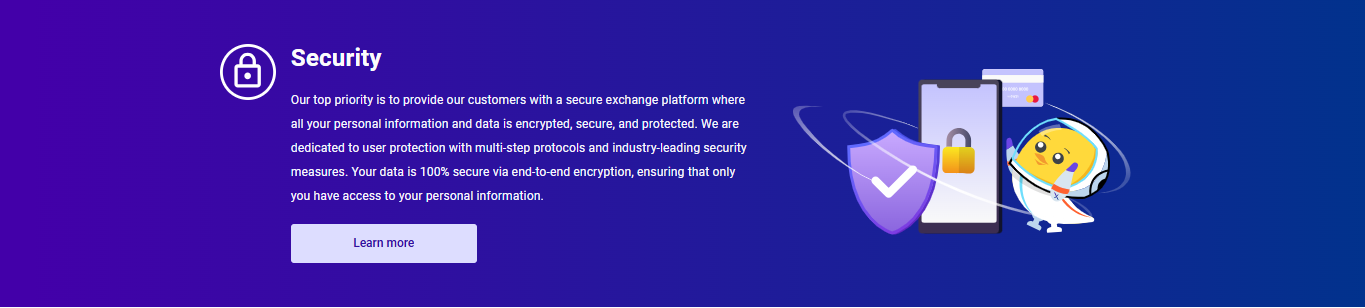 Security
Our top priority is to provide our customers with a secure exchange platform where
all your personal information and data is encrypted, secure, and protected. We are
dedicated to user protection with multi-step protocols and industry-leading security
measures. Your data is 100% secure via end-to-end encryption, ensuring that only
you have access to your personal information.
Learn more